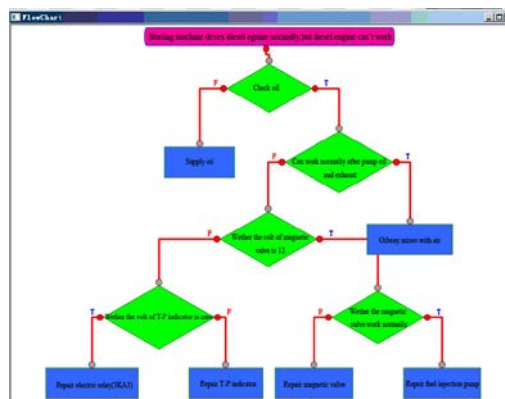 FlowChart
Starting machine drives diesel egnine normally,but diesel engine can't work
Check oil
F
T
Supply oil
Can work normally after pump oil
and exhaust
F
T
Wether the volt of magnetic
valve is 12
F
T
Oilway mixes with air
Wether the volt of T-P indicator is zero
T
F
Wether the magnetic
valve work normally
F
T
Repair electric relay(3KA3)
Repair T-P indicator
Repair magnetic valve
Repair fuel injection pump